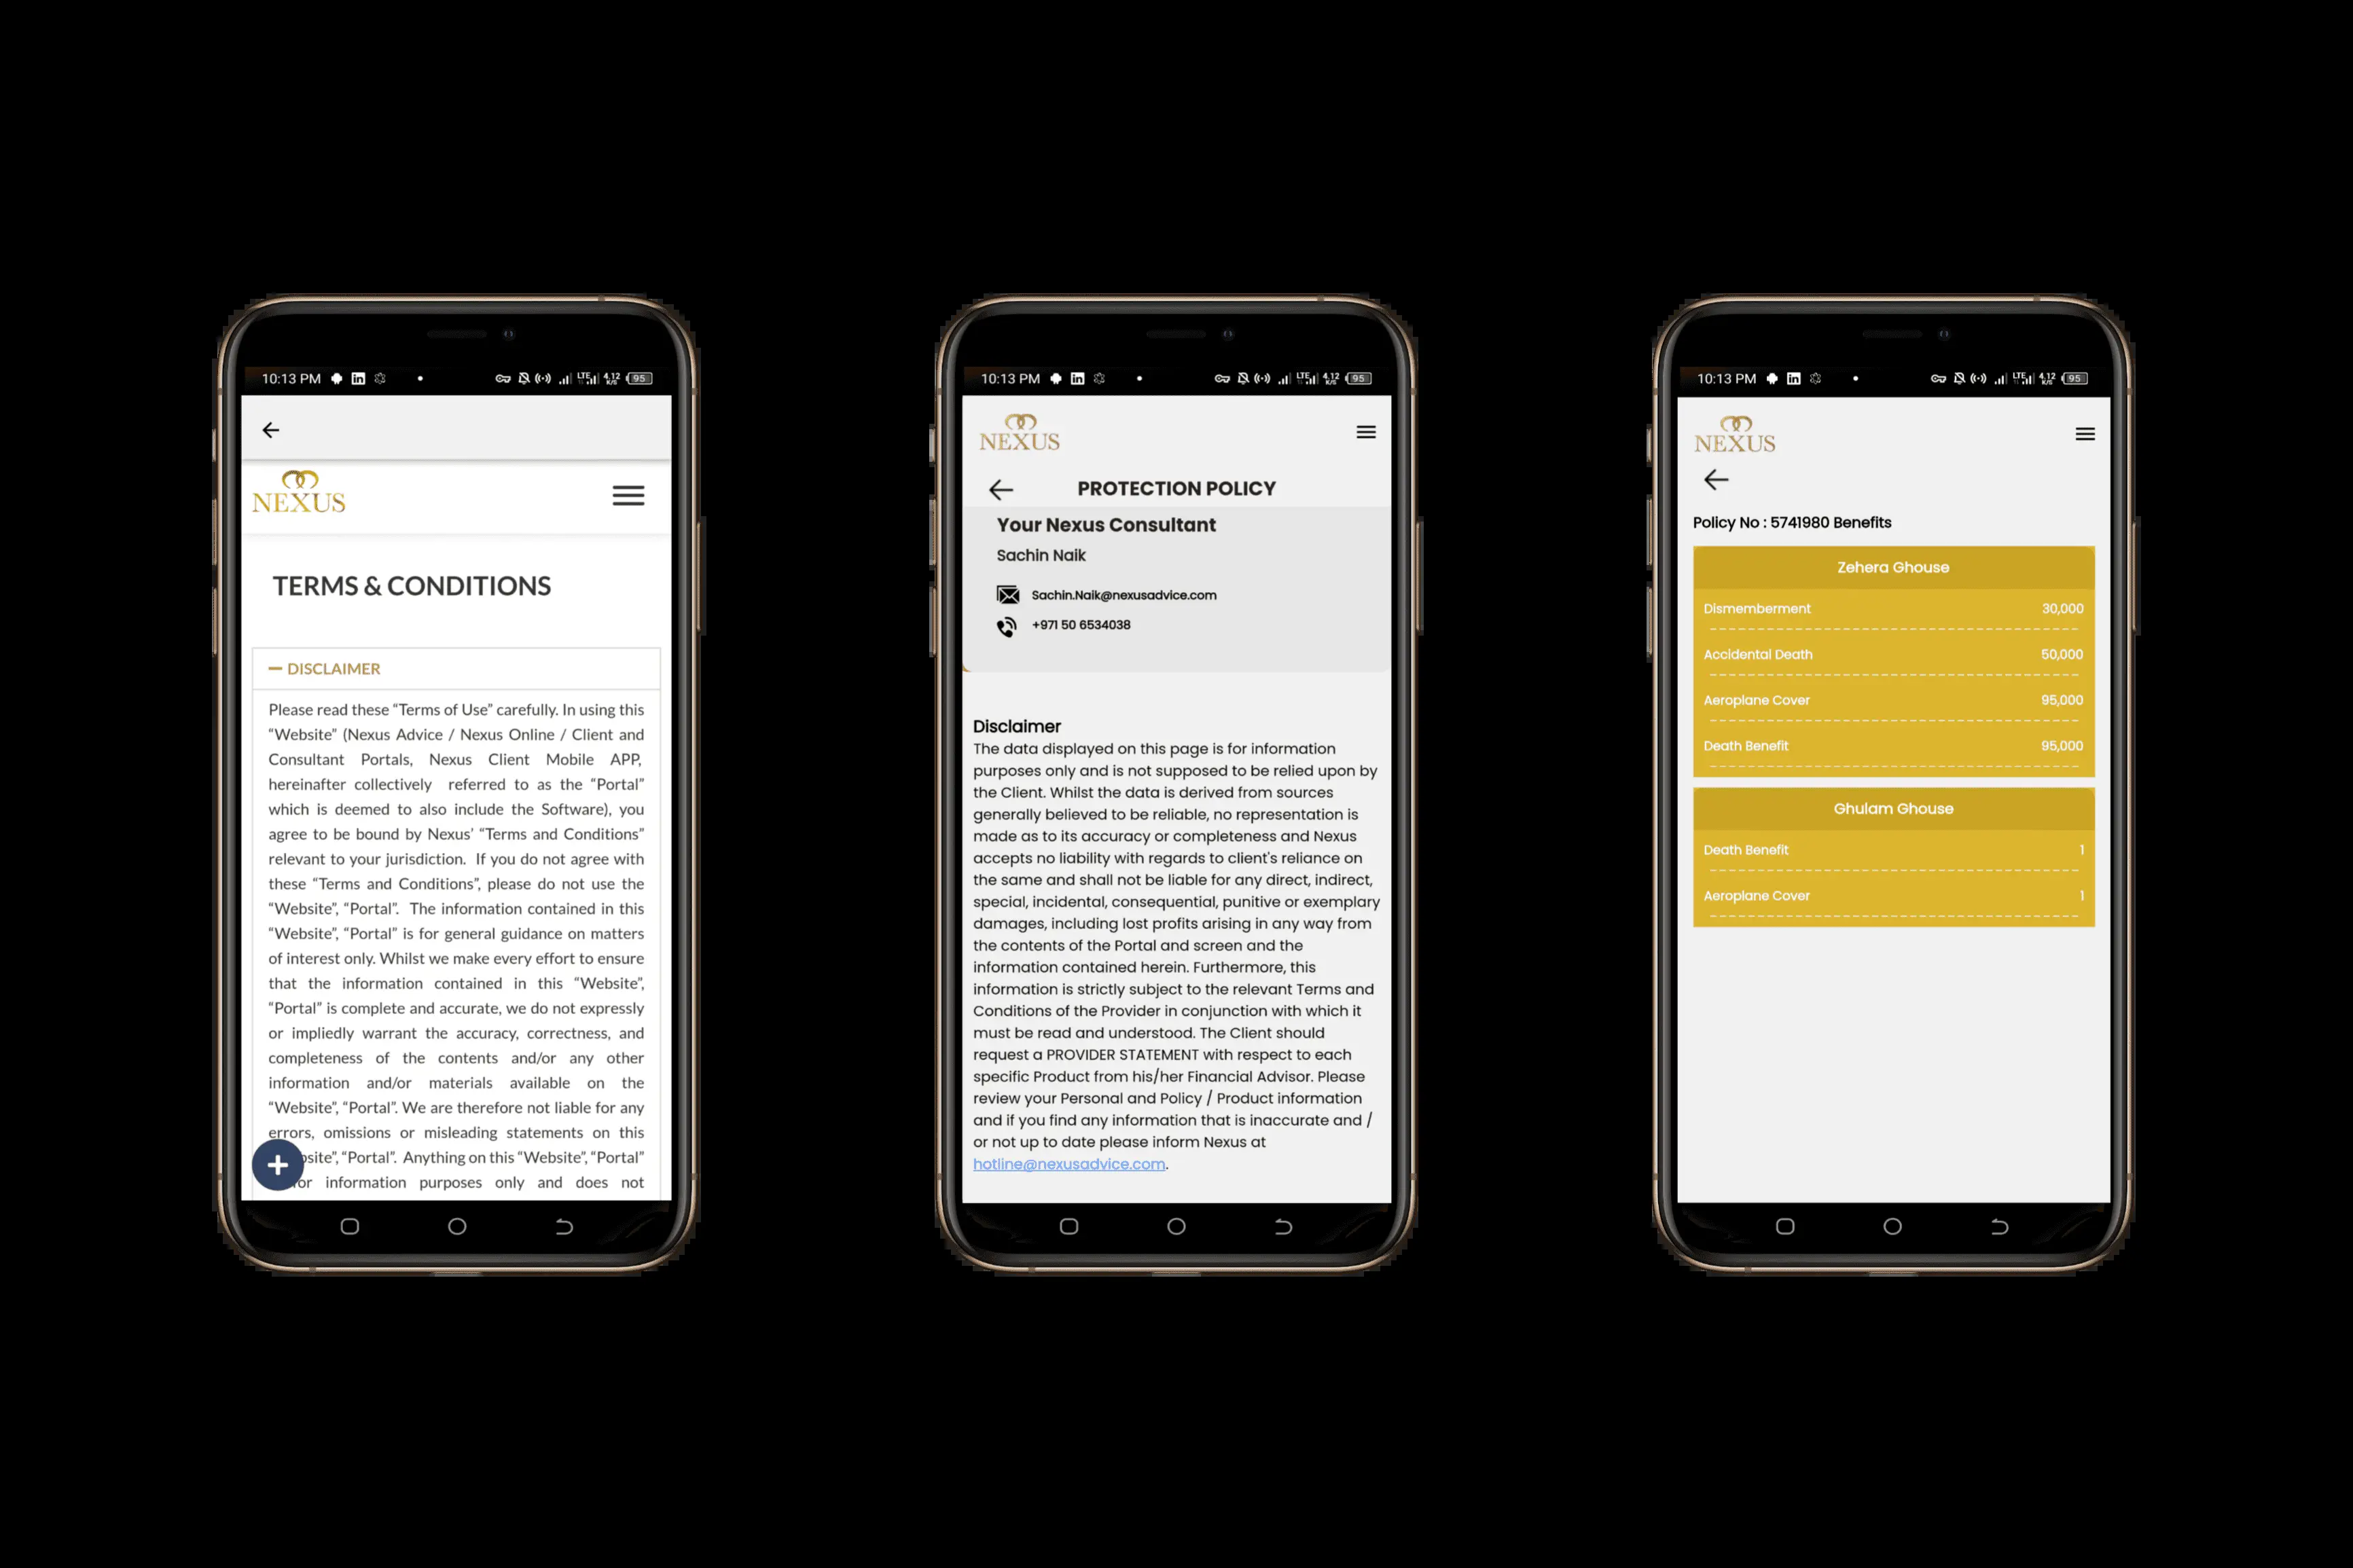 10:13 PM
LTE 4.12 K/S 95
NEXUS
TERMS & CONDITIONS
DISCLAIMER
Please read these “Terms of Use” carefully. In using this
“Website” (Nexus Advice / Nexus Online / Client and
Consultant Portals, Nexus Client Mobile APP,
hereinafter collectively referred to as the “Portal”
which is deemed to also include the Software), you
agree to be bound by Nexus’ “Terms and Conditions”
relevant to your jurisdiction. If you do not agree with
these “Terms and Conditions”, please do not use the
“Website”, “Portal”. The information contained in this
“Website”, “Portal” is for general guidance on matters
of interest only. Whilst we make every effort to ensure
that the information contained in this “Website”,
“Portal” is complete and accurate, we do not expressly
or impliedly warrant the accuracy, correctness, and
completeness of the contents and/or any other
information and/or materials available on the
“Website”, “Portal”. We are therefore not liable for any
errors, omissions or misleading statements on this
site”, “Portal”. Anything on this “Website”, “Portal”
or information purposes only and does not
10:13 PM
LTE 4.12 K/S 95
NEXUS
PROTECTION POLICY
Your Nexus Consultant
Sachin Naik
Sachin.Naik@nexusadvice.com
+971 50 6534038
Disclaimer
The data displayed on this page is for information
purposes only and is not supposed to be relied upon by
the Client. Whilst the data is derived from sources
generally believed to be reliable, no representation is
made as to its accuracy or completeness and Nexus
accepts no liability with regards to client's reliance on
the same and shall not be liable for any direct, indirect,
special, incidental, consequential, punitive or exemplary
damages, including lost profits arising in any way from
the contents of the Portal and screen and the
information contained herein. Furthermore, this
information is strictly subject to the relevant Terms and
Conditions of the Provider in conjunction with which it
must be read and understood. The Client should
request a PROVIDER STATEMENT with respect to each
specific Product from his/her Financial Advisor. Please
review your Personal and Policy / Product information
and if you find any information that is inaccurate and /
or not up to date please inform Nexus at
hotline@nexusadvice.com.
10:13 PM
LTE 4.12 K/S 95
NEXUS
Policy No : 5741980 Benefits
Zehera Ghouse
Dismemberment 30,000
Accidental Death 50,000
Aeroplane Cover 95,000
Death Benefit 95,000
Ghulam Ghouse
Death Benefit 1
Aeroplane Cover 1